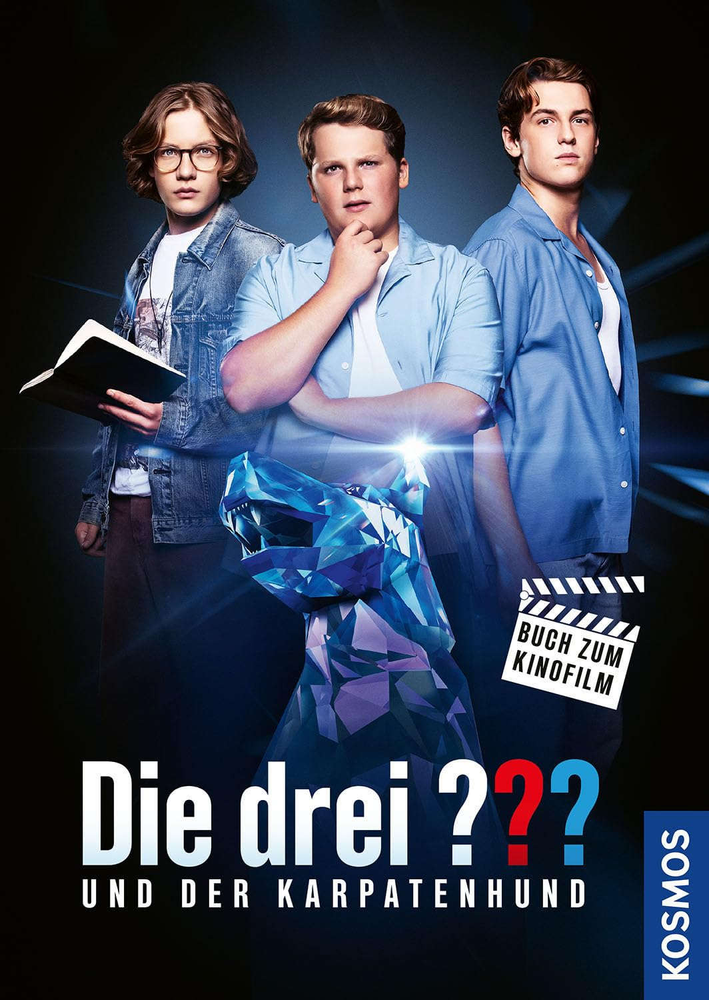 BUCH ZUM
KINOFILM
Die drei ???
UND DER KARPATENHUND
KOSMOS